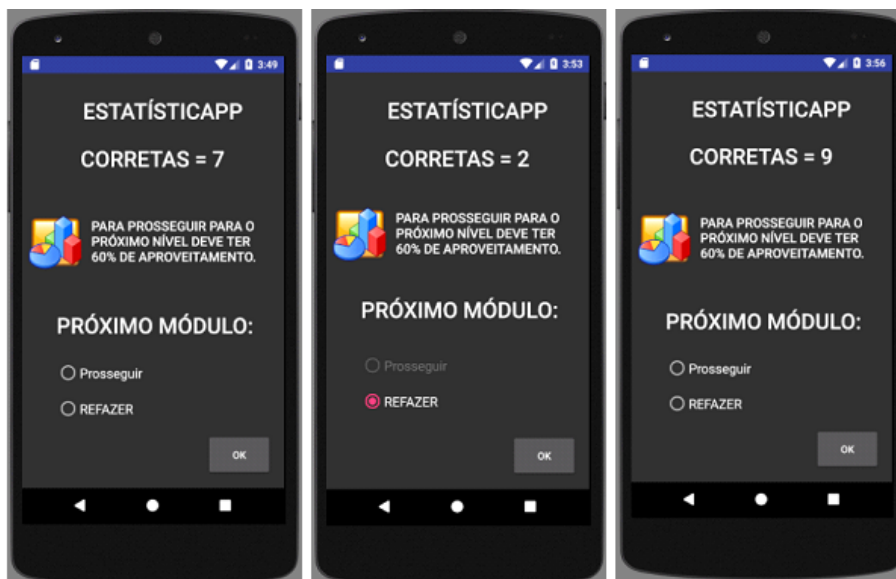 3:49
ESTATÍSTICAPP
CORRETAS = 7
PARA PROSSEGUIR PARA O
PRÓXIMO NÍVEL DEVE TER
60% DE APROVEITAMENTO.
PRÓXIMO MÓDULO:
Prosseguir
REFAZER
OK
3:53
ESTATÍSTICAPP
CORRETAS = 2
PARA PROSSEGUIR PARA O
PRÓXIMO NÍVEL DEVE TER
60% DE APROVEITAMENTO.
PRÓXIMO MÓDULO:
Prosseguir
REFAZER
OK
3:56
ESTATÍSTICAPP
CORRETAS = 9
PARA PROSSEGUIR PARA O
PRÓXIMO NÍVEL DEVE TER
60% DE APROVEITAMENTO.
PRÓXIMO MÓDULO:
Prosseguir
REFAZER
OK